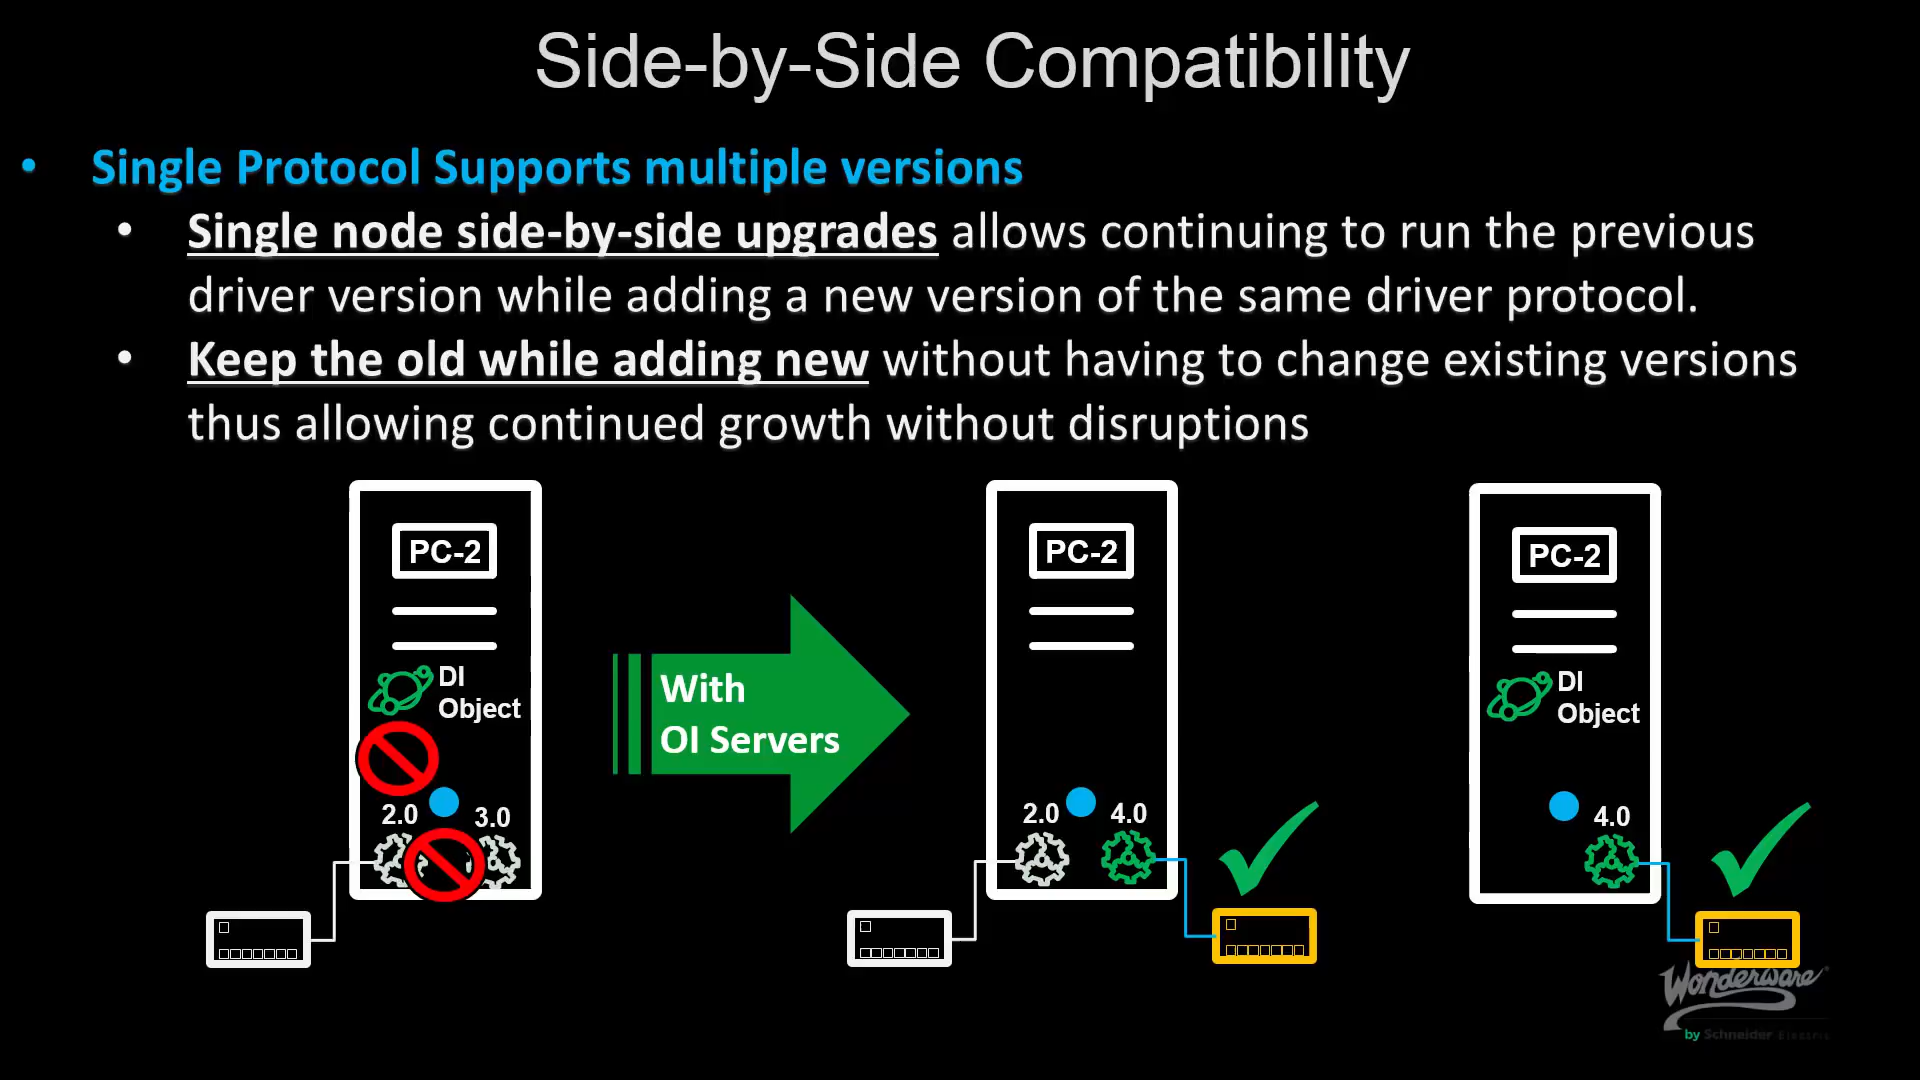 Side-by-Side Compatibility
• Single Protocol Supports multiple versions
• Single node side-by-side upgrades allows continuing to run the previous
driver version while adding a new version of the same driver protocol.
• Keep the old while adding new without having to change existing versions
thus allowing continued growth without disruptions
PC-2
DI
Object
2.0
3.0
With
OI Servers
PC-2
2.0
4.0
PC-2
DI
Object
4.0
Wonderware
by Schneider Electric